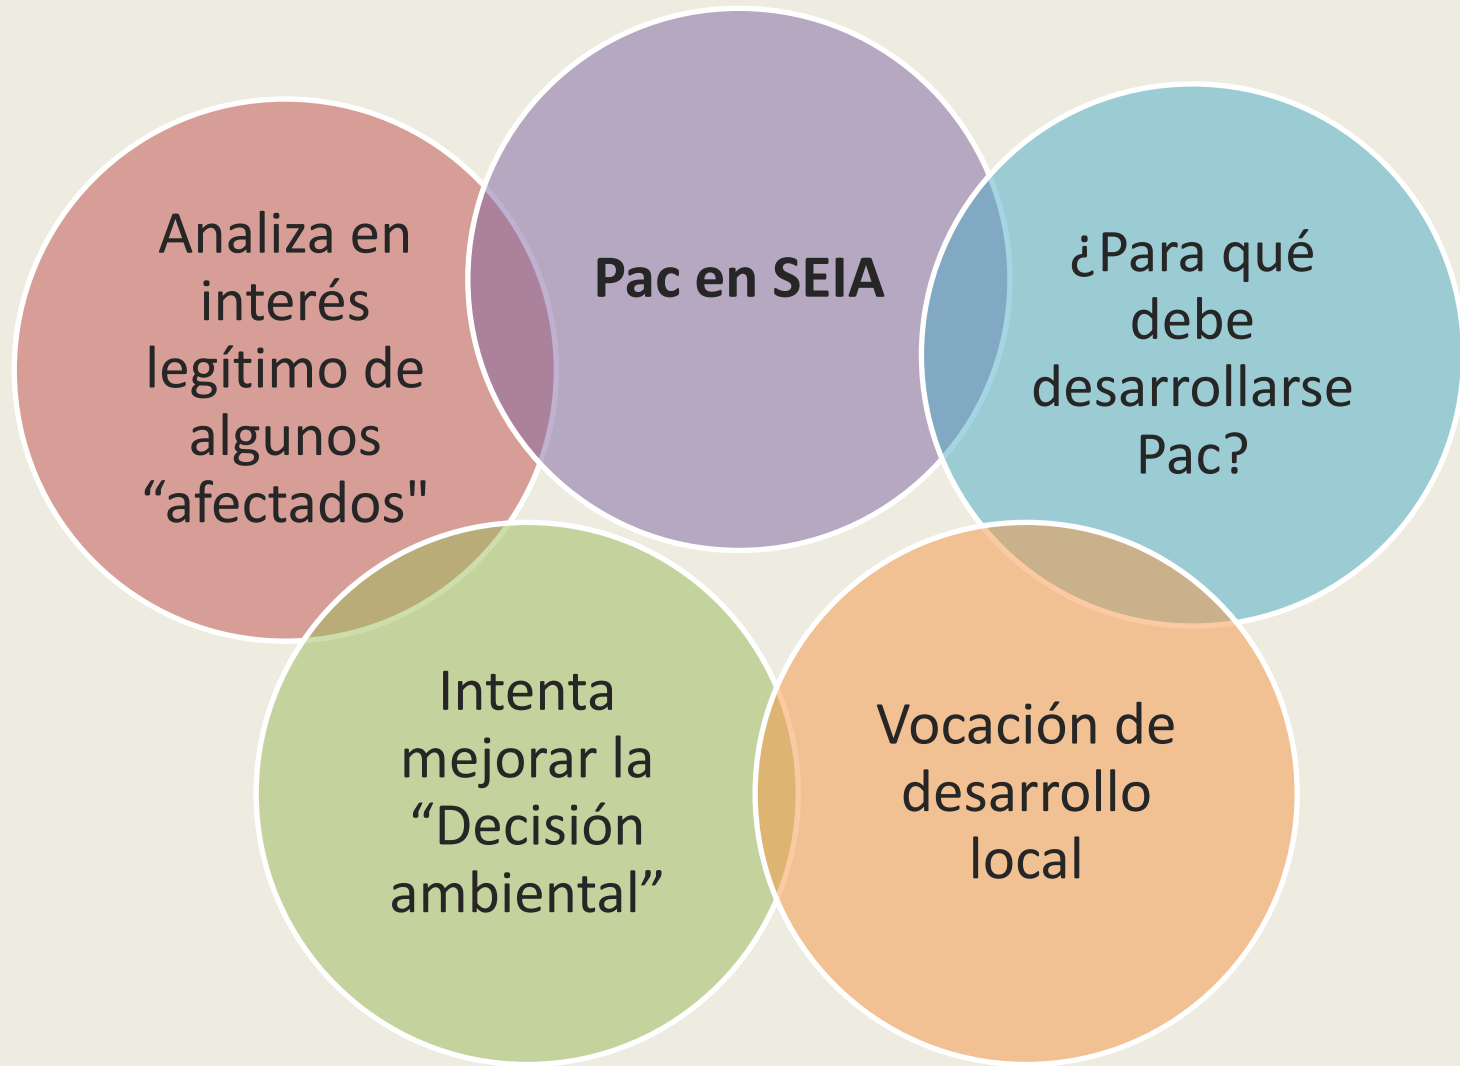 Pac en SEIA
¿Para qué
debe
desarrollarse
Pac?
Vocación de
desarrollo
local
Intenta
mejorar la
“Decisión
ambiental”
Analiza en
interés
legítimo de
algunos
“afectados"